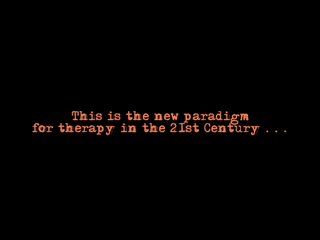 This is the new paradigm
for therapy in the 21st Century . . .